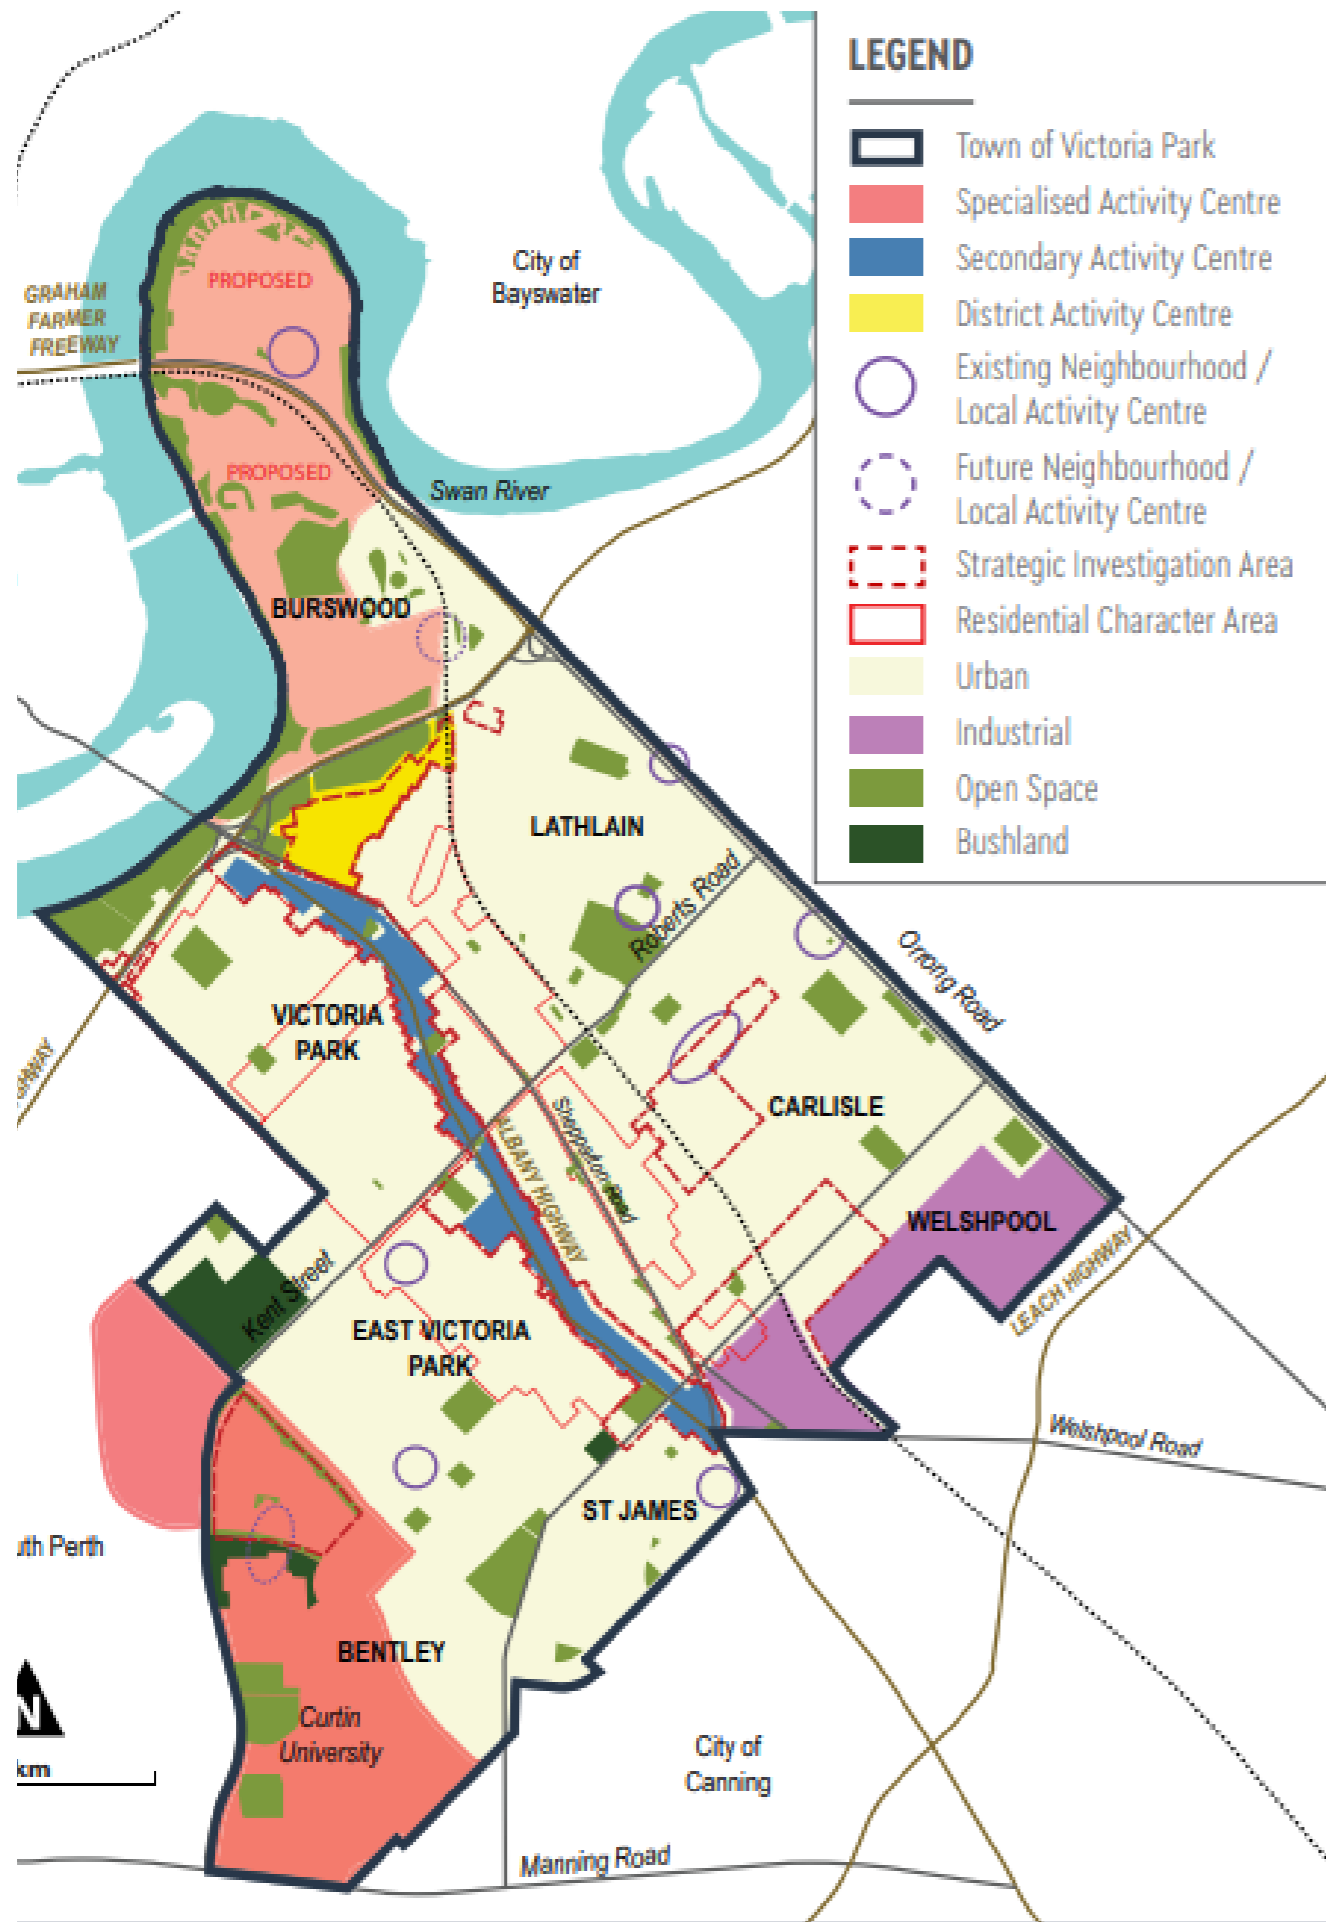 LEGEND
Town of Victoria Park
Specialised Activity Centre
Secondary Activity Centre
District Activity Centre
Existing Neighbourhood /
Local Activity Centre
Future Neighbourhood /
Local Activity Centre
Strategic Investigation Area
Residential Character Area
Urban
Industrial
Open Space
Bushland
City of
Bayswater
PROPOSED
GRAHAM
FARMER
FREEWAY
PROPOSED
Swan River
BURSWOOD
LATHLAIN
Roberts Road
Orrong Road
VICTORIA
PARK
GHWAY
CARLISLE
Shepperton Road
ALBANY HIGHWAY
WELSHPOOL
LEACH HIGHWAY
Kent Street
EAST VICTORIA
PARK
Welshpool Road
ST JAMES
uth Perth
BENTLEY
N
Curtin
University
km
City of
Canning
Manning Road